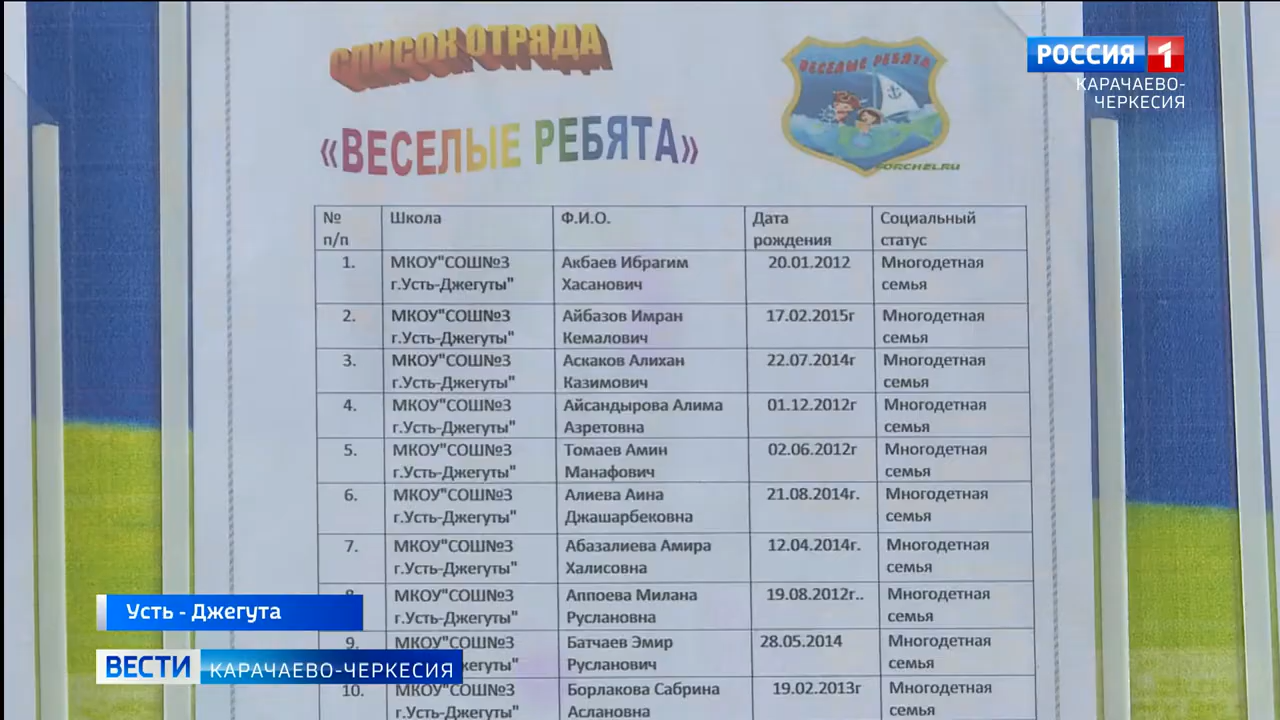 РОССИЯ 1
КАРАЧАЕВО-
ЧЕРКЕСИЯ
СПИСОК ОТРЯДА
«ВЕСЕЛЫЕ РЕБЯТА»
ВЕСЕЛЫЕ РЕБЯТА
№ Школа Ф.И.О. Дата Социальный
п/п рождения статус
1. МКОУ"СОШ№3 Акбаев Ибрагим 20.01.2012 Многодетная
г.Усть-Джегуты" Хасанович семья
2. МКОУ"СОШ№3 Айбазов Имран 17.02.2015г Многодетная
г.Усть-Джегуты" Кемалович семья
3. МКОУ"СОШ№3 Аскаков Алихан 22.07.2014г Многодетная
г.Усть-Джегуты" Казимович семья
4. МКОУ"СОШ№3 Айсандырова Алима 01.12.2012г Многодетная
г.Усть-Джегуты" Азретовна семья
5. МКОУ"СОШ№3 Томаев Амин 02.06.2012г Многодетная
г.Усть-Джегуты" Манафович семья
6. МКОУ"СОШ№3 Алиева Аина 21.08.2014г. Многодетная
г.Усть-Джегуты" Джашарбековна семья
7. МКОУ"СОШ№3 Абазалиева Амира 12.04.2014г. Многодетная
г.Усть-Джегуты" Халисовна семья
8. МКОУ"СОШ№3 Аппоева Милана 19.08.2012г.. Многодетная
г.Усть-Джегуты" Руслановна семья
9. МКОУ"СОШ№3 Батчаев Эмир 28.05.2014 Многодетная
гуты" Русланович семья
10. МКОУ"СОШ№3 Борлакова Сабрина 19.02.2013г Многодетная
г.Усть-Джегуты" Аслановна семья
Усть - Джегута
ВЕСТИ КАРАЧАЕВО-ЧЕРКЕСИЯ